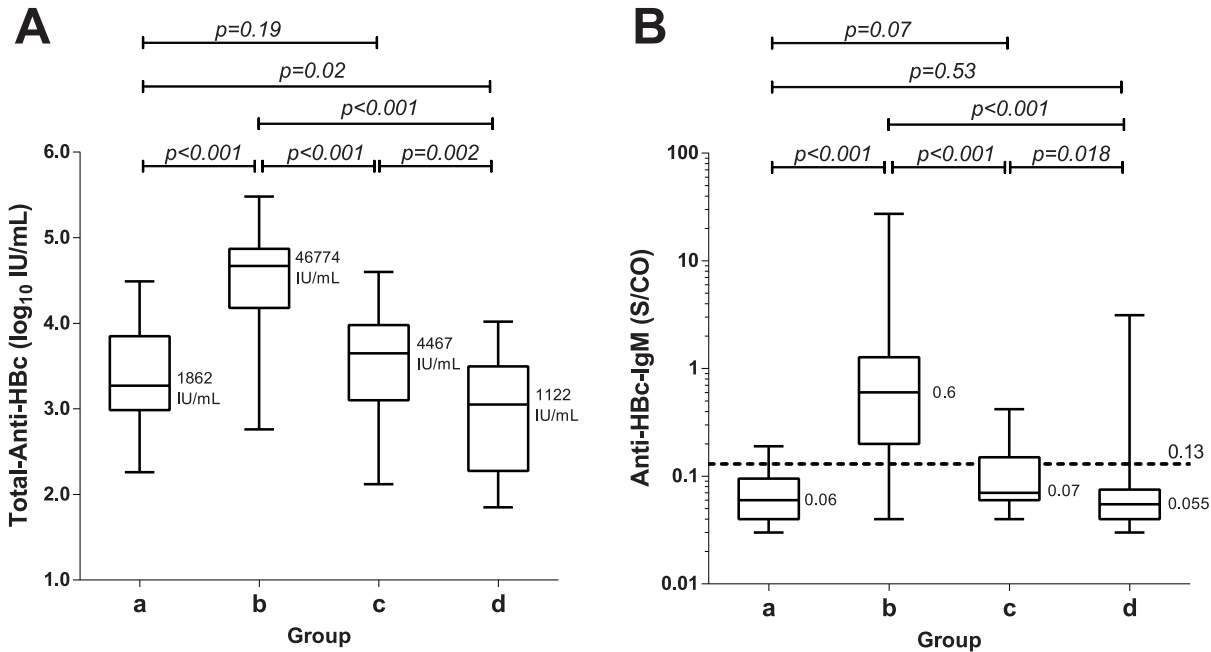 A
p=0.19
p=0.02
p<0.001
p<0.001 p<0.001 p=0.002
Total-Anti-HBc (log10 IU/mL)
6.0
5.0
4.0
3.0
2.0
1.0
1862
IU/mL
46774
IU/mL
4467
IU/mL
1122
IU/mL
a b c d
Group
B
p=0.07
p=0.53
p<0.001
p<0.001 p<0.001 p=0.018
Anti-HBc-IgM (S/CO)
100
10
1
0.1
0.01
0.06
0.6
0.07
0.13
0.055
a b c d
Group